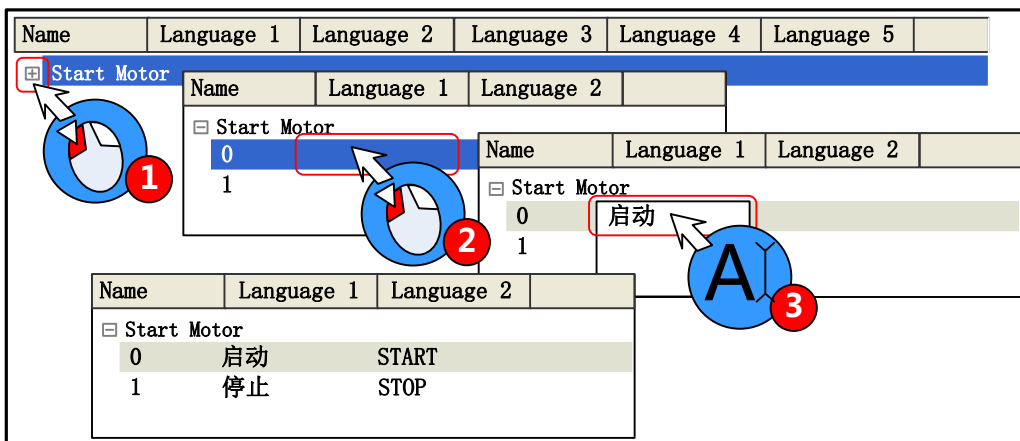 Name Language 1 Language 2 Language 3 Language 4 Language 5
Start Motor
1
Name Language 1 Language 2
Start Motor
0
1
2
Name Language 1 Language 2
Start Motor
0 启动
1
A
3
Name Language 1 Language 2
Start Motor
0 启动 START
1 停止 STOP